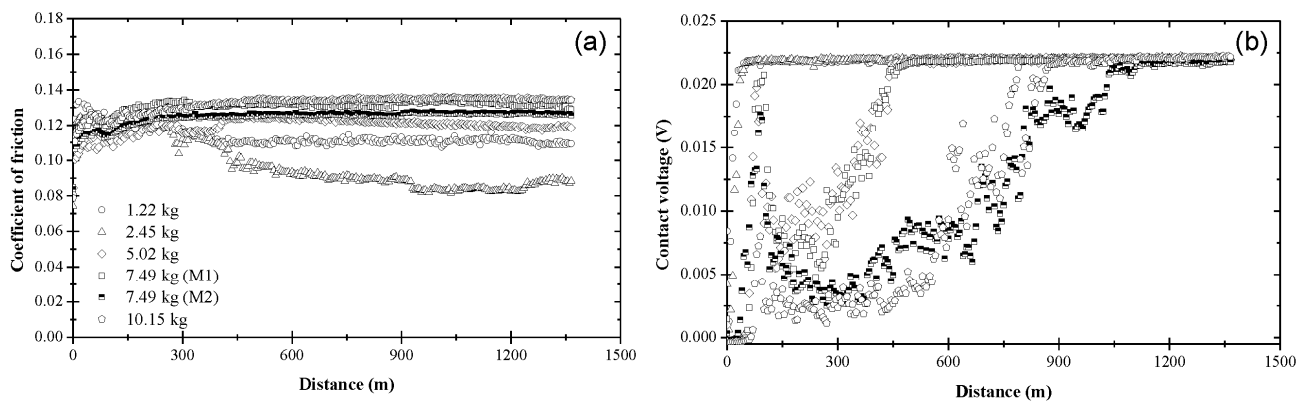 (a)
Coefficient of friction
0.18
0.16
0.14
0.12
0.10
0.08
0.06
0.04
0.02
0.00
1.22 kg
2.45 kg
5.02 kg
7.49 kg (M1)
7.49 kg (M2)
10.15 kg
0 300 600 900 1200 1500
Distance (m)
(b)
Contact voltage (V)
0.025
0.020
0.015
0.010
0.005
0.000
0 300 600 900 1200 1500
Distance (m)